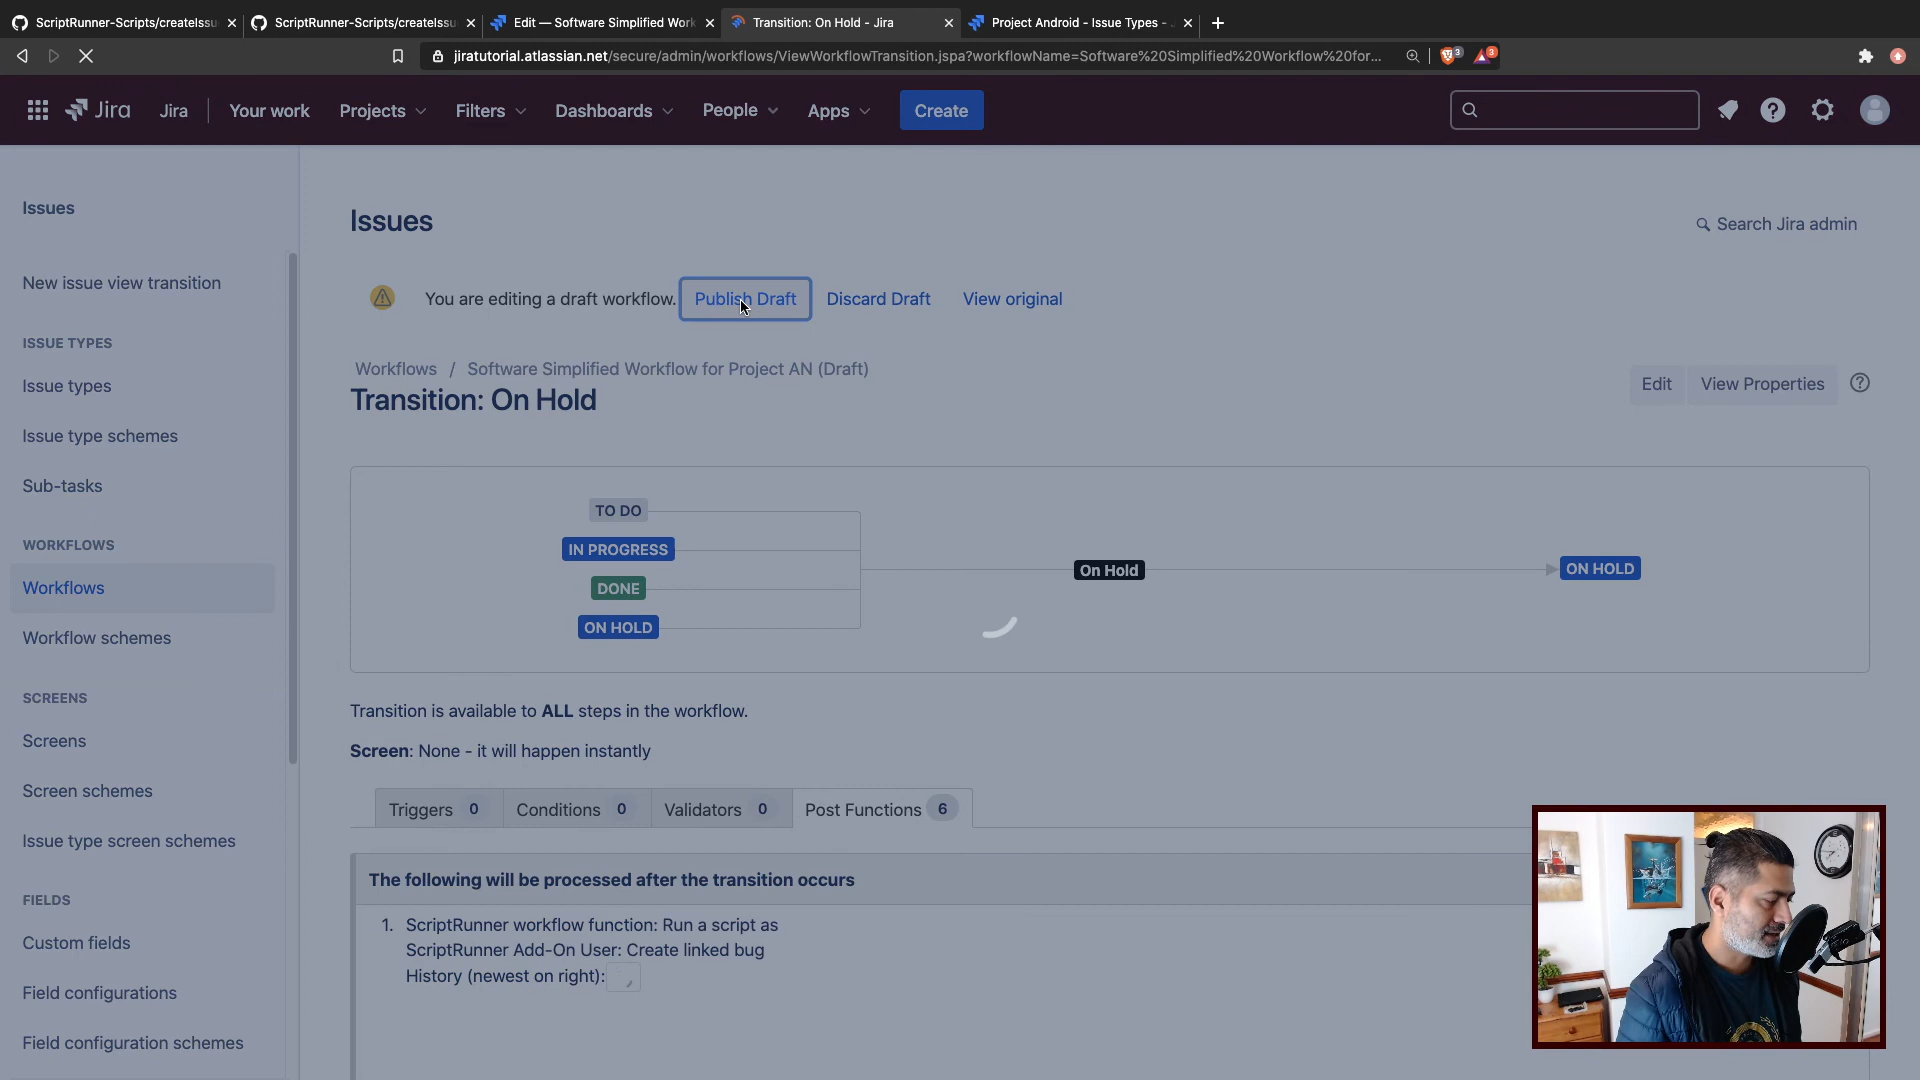 ScriptRunner-Scripts/createIssu
ScriptRunner-Scripts/createIssu
Edit — Software Simplified Work
Transition: On Hold - Jira
Project Android - Issue Types -
jiratutorial.atlassian.net/secure/admin/workflows/ViewWorkflowTransition.jspa?workflowName=Software%20Simplified%20Workflow%20for...
3
3
Jira
Jira
Your work
Projects
Filters
Dashboards
People
Apps
Create
Issues
New issue view transition
ISSUE TYPES
Issue types
Issue type schemes
Sub-tasks
WORKFLOWS
Workflows
Workflow schemes
SCREENS
Screens
Screen schemes
Issue type screen schemes
FIELDS
Custom fields
Field configurations
Field configuration schemes
Issues
Search Jira admin
You are editing a draft workflow. Publish Draft Discard Draft View original
Workflows / Software Simplified Workflow for Project AN (Draft)
Transition: On Hold
Edit View Properties
TO DO
IN PROGRESS
DONE
ON HOLD
On Hold
ON HOLD
Transition is available to ALL steps in the workflow.
Screen: None - it will happen instantly
Triggers 0
Conditions 0
Validators 0
Post Functions 6
The following will be processed after the transition occurs
1. ScriptRunner workflow function: Run a script as
ScriptRunner Add-On User: Create linked bug
History (newest on right):